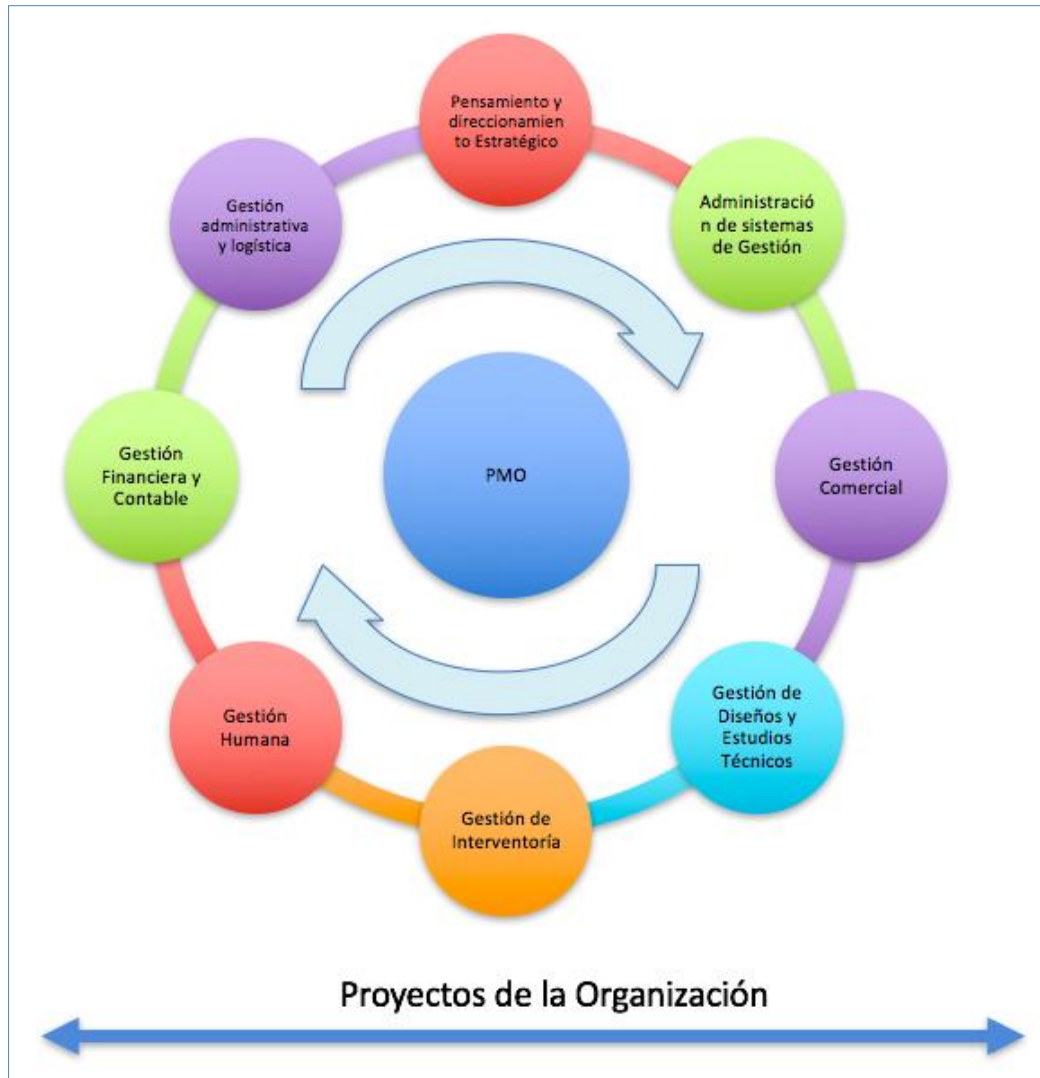 Pensamiento y
direccionamien
to Estratégico
Administració
n de sistemas
de Gestión
Gestión
Comercial
Gestión de
Diseños y
Estudios
Técnicos
Gestión de
Interventoría
Gestión
Humana
Gestión
Financiera y
Contable
Gestión
administrativa
y logística
PMO
Proyectos de la Organización